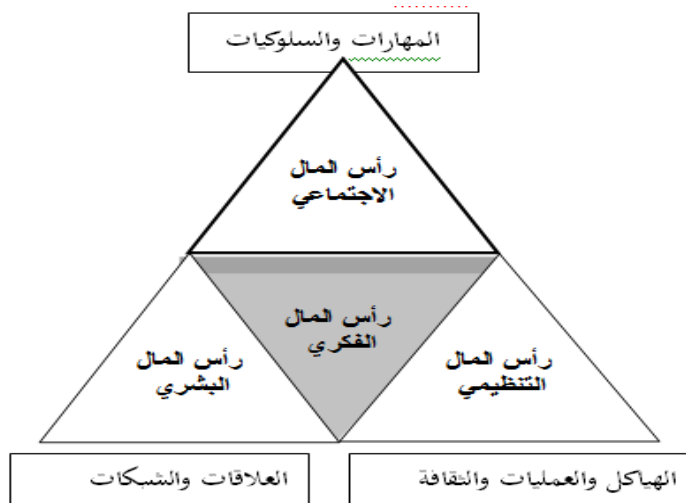 المهارات والسلوكيات
رأس المال
الاجتماعي
رأس المال
الفكري
رأس المال
التنظيمي
رأس المال
البشري
الهياكل والعمليات والثقافة
العلاقات والشبكات